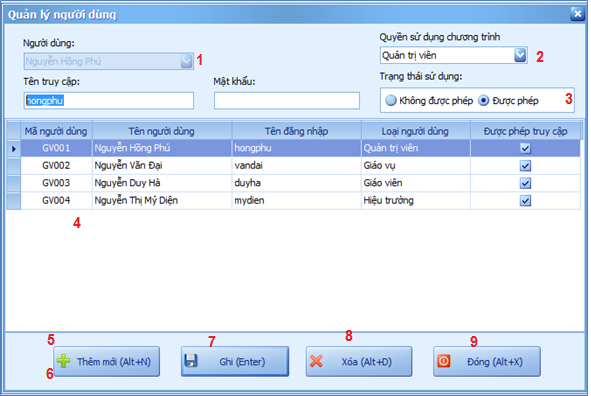 Quản lý người dùng
Người dùng:
Nguyễn Hồng Phú 1
Quyền sử dụng chương trình
Quản trị viên 2
Tên truy cập:
Mật khẩu:
hongphu
Trạng thái sử dụng:
Không được phép Được phép 3
Mã người dùng Tên người dùng Tên đăng nhập Loại người dùng Được phép truy cập
GV001 Nguyễn Hồng Phú hongphu Quản trị viên
GV002 Nguyễn Văn Đại vandai Giáo vụ
GV003 Nguyễn Duy Hà duyha Giáo viên
GV004 Nguyễn Thị Mỷ Diện mydien Hiệu trưởng
4
5 7 8 9
Thêm mới (Alt+N) Ghi (Enter) Xóa (Alt+D) Đóng (Alt+X)
6